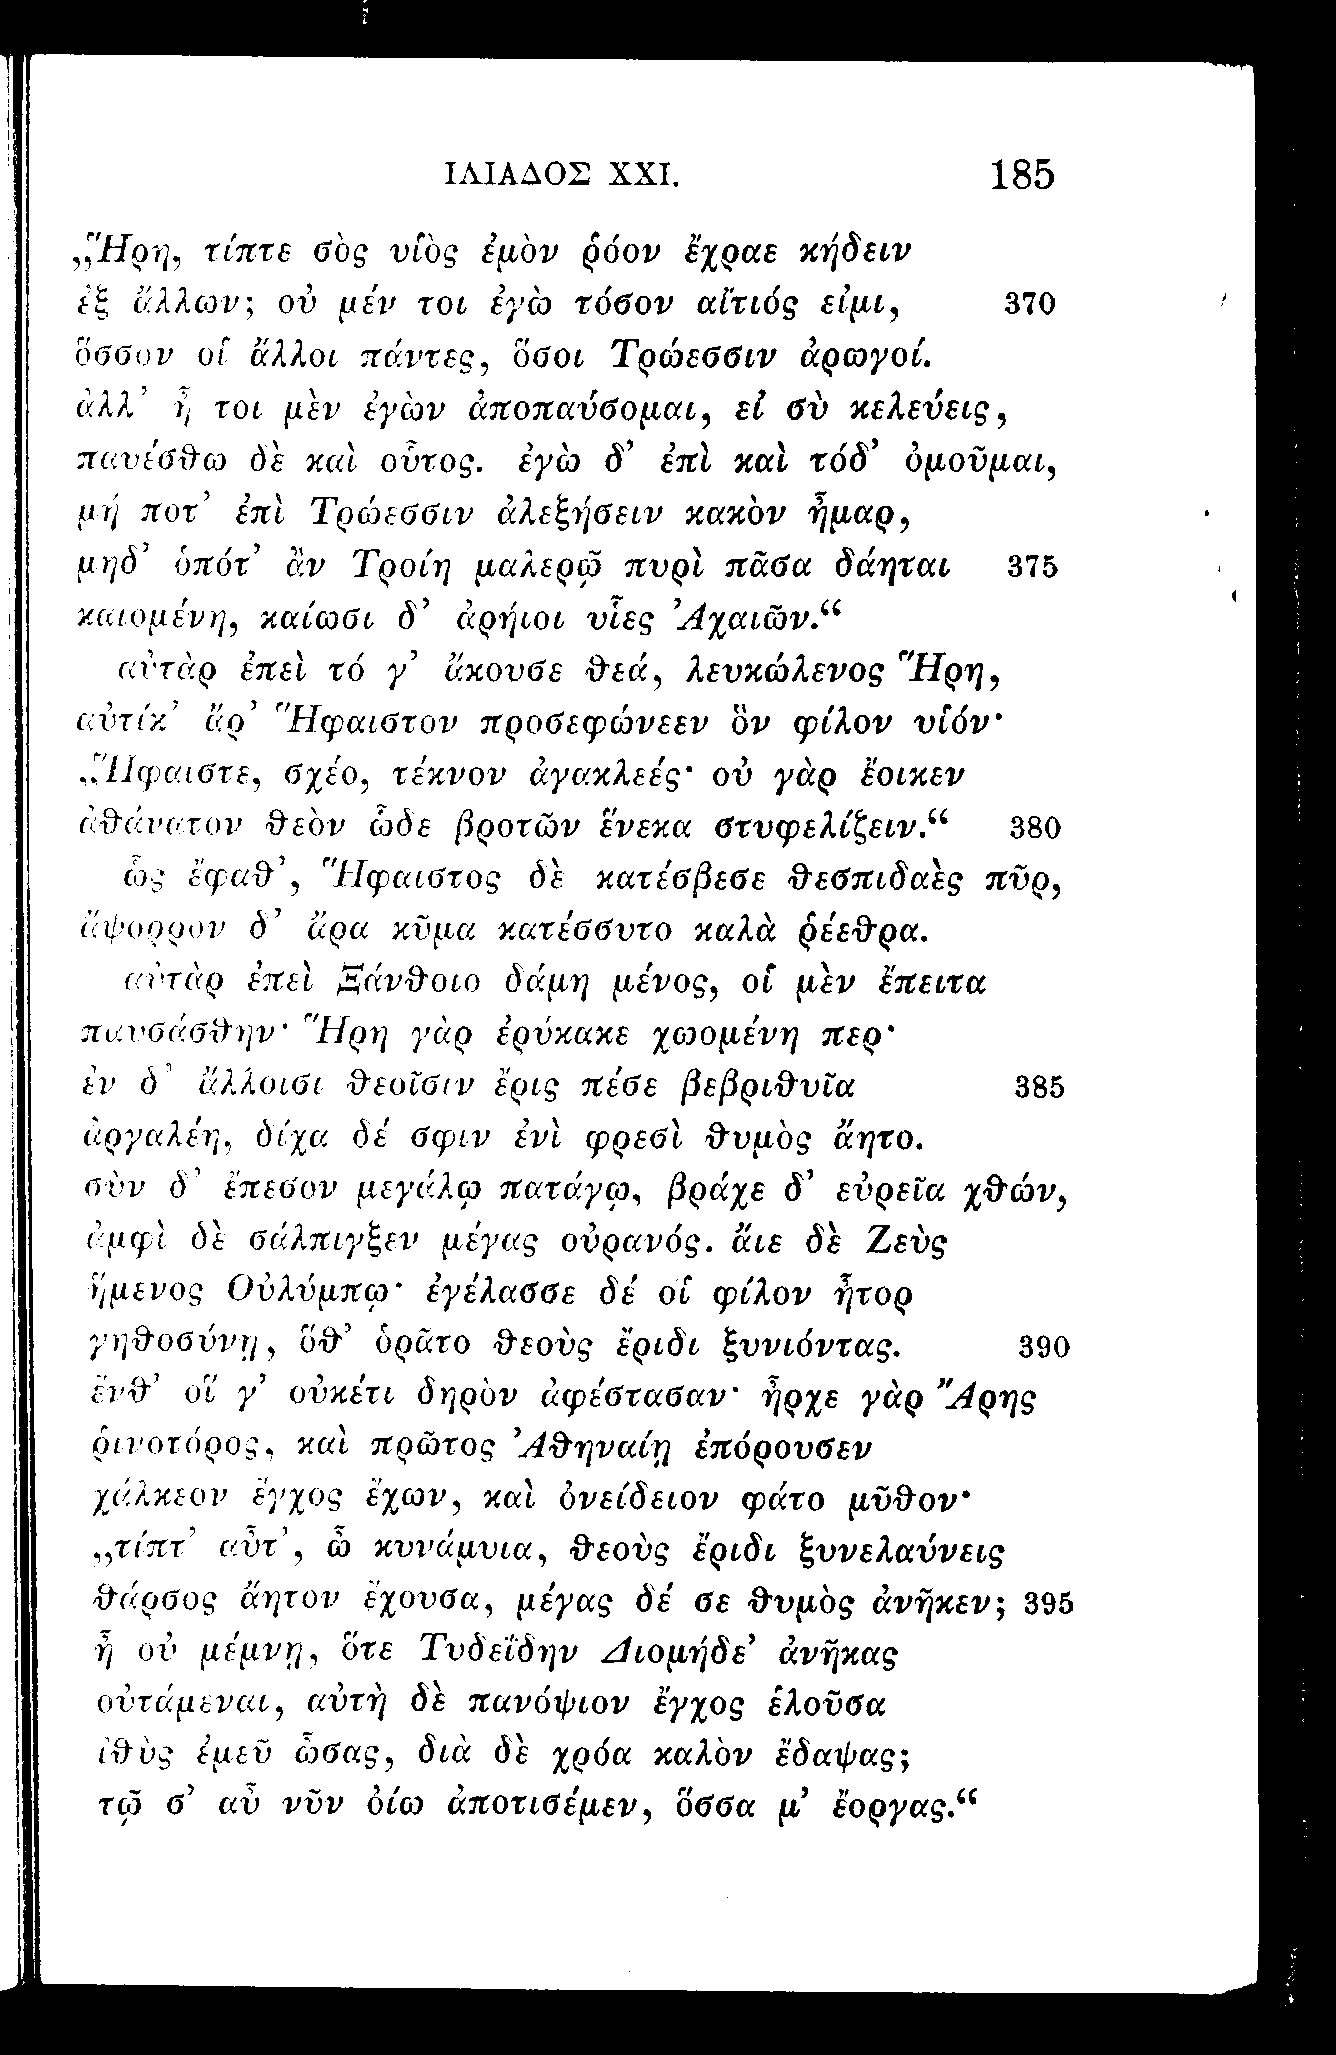 ΙΛΙΑΔΟΣ XXI. 185
„Ἥρη, τίπτε σὸς υἱὸς ἐμὸν ῥόον ἔχραε κήδειν
ἐξ ἄλλων; οὐ μέν τοι ἐγὼ τόσον αἴτιός εἰμι, 370
ὅσσον οἱ ἄλλοι πάντες, ὅσοι Τρώεσσιν ἀρωγοί.
ἀλλ’ ἦ τοι μὲν ἐγὼν ἀποπαύσομαι, εἰ σὺ κελεύεις,
παυέσθω δὲ καὶ οὗτος. ἐγὼ δ’ ἐπὶ καὶ τόδ’ ὀμοῦμαι,
μή ποτ’ ἐπὶ Τρώεσσιν ἀλεξήσειν κακὸν ἦμαρ,
μηδ’ ὁπότ’ ἂν Τροίη μαλερῷ πυρὶ πᾶσα δάηται 375
καιομένη, καίωσι δ’ ἀρήιοι υἷες Ἀχαιῶν.“
αὐτὰρ ἐπεὶ τό γ’ ἄκουσε θεά, λευκώλενος Ἥρη,
αὐτίκ’ ἄρ’ Ἥφαιστον προσεφώνεεν ὃν φίλον υἱόν·
„Ἥφαιστε, σχέο, τέκνον ἀγακλεές· οὐ γὰρ ἔοικεν
ἀθάνατον θεὸν ὧδε βροτῶν ἕνεκα στυφελίζειν.“ 380
ὣς ἔφαθ’, Ἥφαιστος δὲ κατέσβεσε θεσπιδαὲς πῦρ,
ἄψορρον δ’ ἄρα κῦμα κατέσσυτο καλὰ ῥέεθρα.
αὐτὰρ ἐπεὶ Ξάνθοιο δάμη μένος, οἱ μὲν ἔπειτα
παυσάσθην· Ἥρη γὰρ ἐρύκακε χωομένη περ·
ἐν δ’ ἄλλοισι θεοῖσιν ἔρις πέσε βεβριθυῖα 385
ἀργαλέη, δίχα δέ σφιν ἐνὶ φρεσὶ θυμὸς ἄητο.
σὺν δ’ ἔπεσον μεγάλῳ πατάγῳ, βράχε δ’ εὐρεῖα χθών,
ἀμφὶ δὲ σάλπιγξεν μέγας οὐρανός. ἄιε δὲ Ζεὺς
ἥμενος Οὐλύμπῳ· ἐγέλασσε δέ οἱ φίλον ἦτορ
γηθοσύνῃ, ὅθ’ ὁρᾶτο θεοὺς ἔριδι ξυνιόντας. 390
ἔνθ’ οἵ γ’ οὐκέτι δηρὸν ἀφέστασαν· ἦρχε γὰρ Ἄρης
ῥινοτόρος, καὶ πρῶτος Ἀθηναίῃ ἐπόρουσεν
χάλκεον ἔγχος ἔχων, καὶ ὀνείδειον φάτο μῦθον·
„τίπτ’ αὖτ’, ὦ κυνάμυια, θεοὺς ἔριδι ξυνελαύνεις
θάρσος ἄητον ἔχουσα, μέγας δέ σε θυμὸς ἀνῆκεν; 395
ἦ οὐ μέμνῃ, ὅτε Τυδεΐδην Διομήδε’ ἀνῆκας
οὐτάμεναι, αὐτὴ δὲ πανόψιον ἔγχος ἑλοῦσα
ἰθὺς ἐμεῦ ὦσας, διὰ δὲ χρόα καλὸν ἔδαψας;
τῷ σ’ αὖ νῦν ὀίω ἀποτισέμεν, ὅσσα μ’ ἔοργας.“